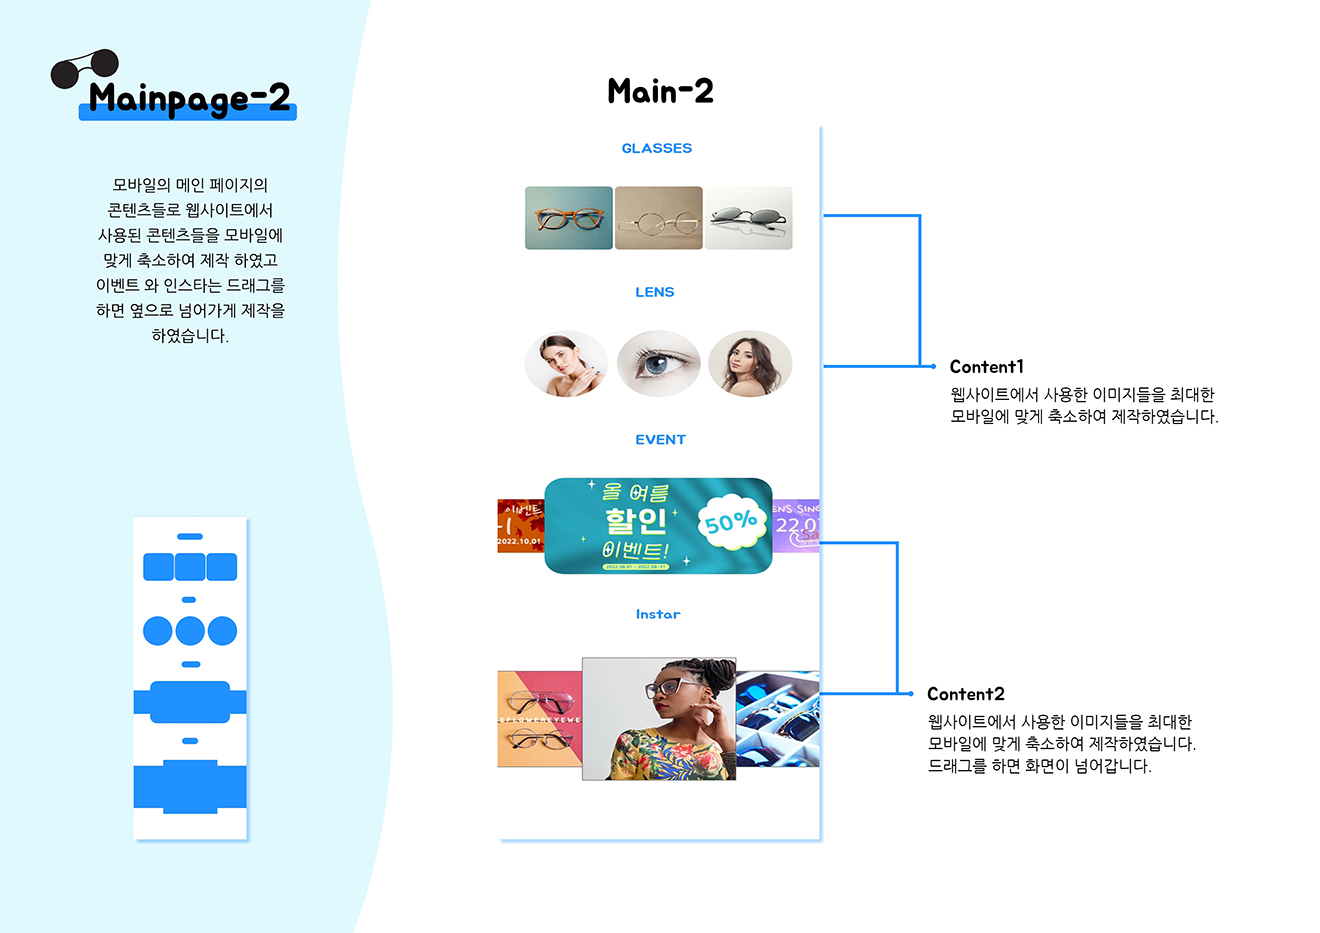 Mainpage-2
모바일의 메인 페이지의
콘텐츠들로 웹사이트에서
사용된 콘텐츠들을 모바일에
맞게 축소하여 제작 하였고
이벤트 와 인스타는 드래그를
하면 옆으로 넘어가게 제작을
하였습니다.
Main-2
GLASSES
LENS
EVENT
이벤트
-1
2022.10.01
올 여름
할인
이벤트!
2022.08.01 ~ 2022.08.31
50%
ENS SING
22.0
Instar
EFLOWEREYEWE
Content1
웹사이트에서 사용한 이미지들을 최대한
모바일에 맞게 축소하여 제작하였습니다.
Content2
웹사이트에서 사용한 이미지들을 최대한
모바일에 맞게 축소하여 제작하였습니다.
드래그를 하면 화면이 넘어갑니다.